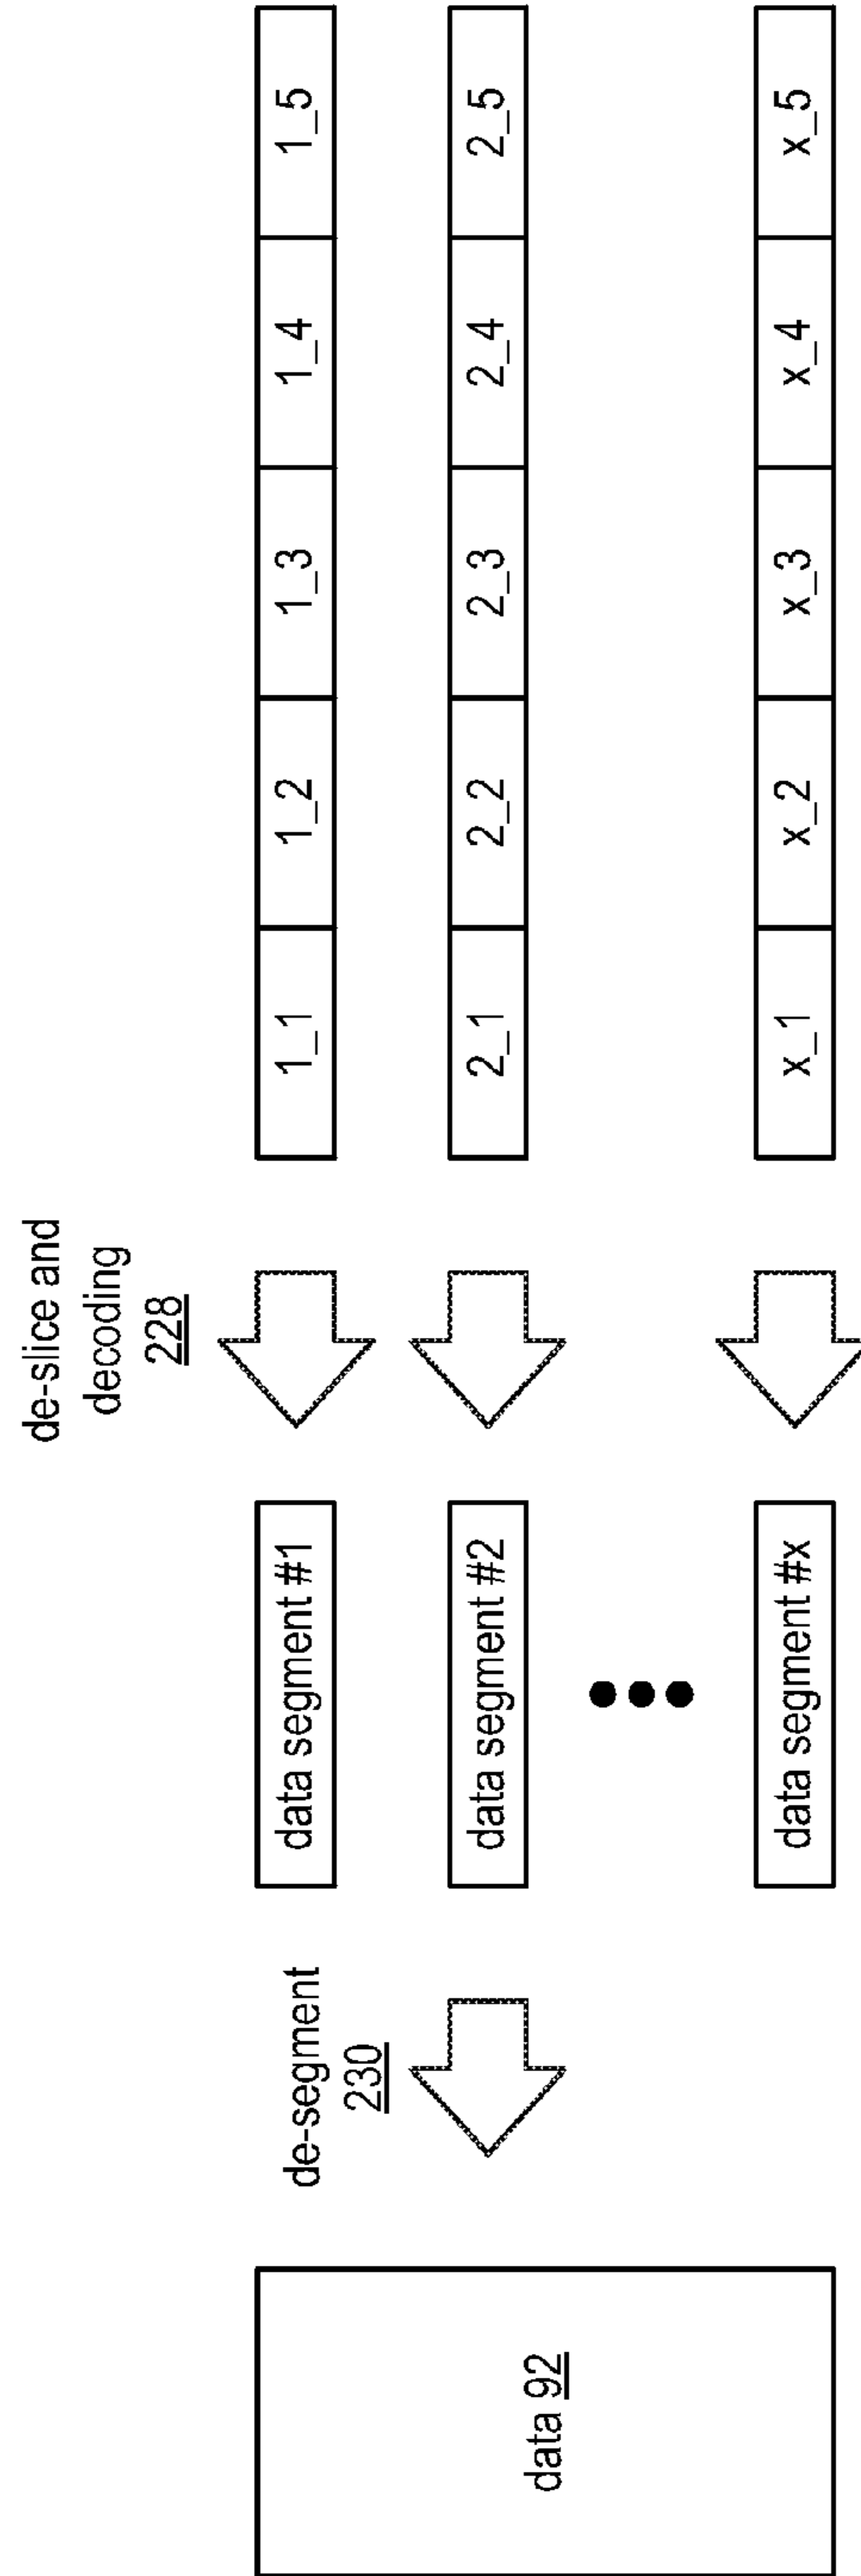 de-slice and
decoding
228
de-segment
230
data 92
data segment #1
1_1 1_2 1_3 1_4 1_5
data segment #2
2_1 2_2 2_3 2_4 2_5
data segment #x
x_1 x_2 x_3 x_4 x_5